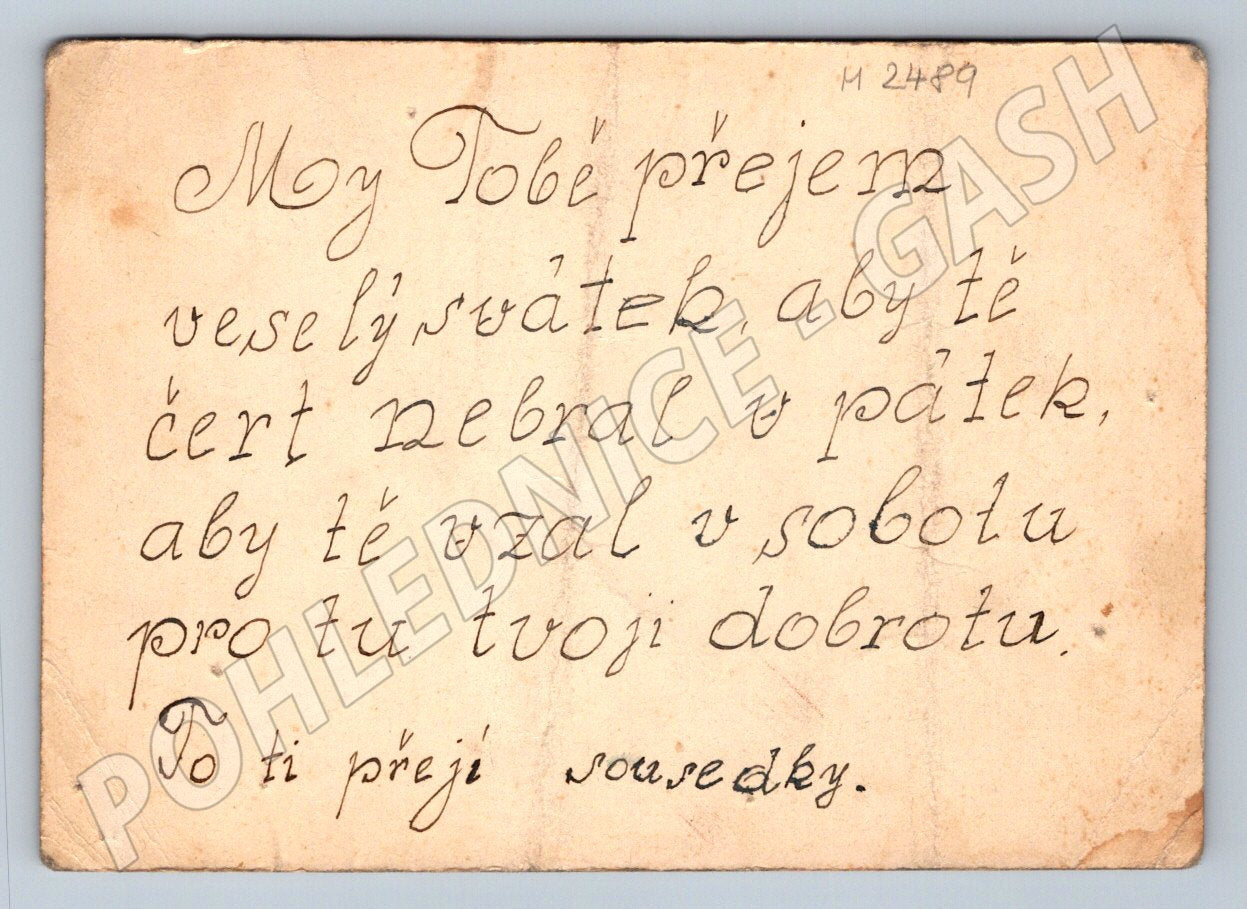 M 2489
My Tobě přejem
veselý svátek, aby tě
čert nebral v pátek,
aby tě vzal v sobotu
pro tu tvoji dobrotu.
To ti přejí sousedky.
POHLEDNICE - GASH